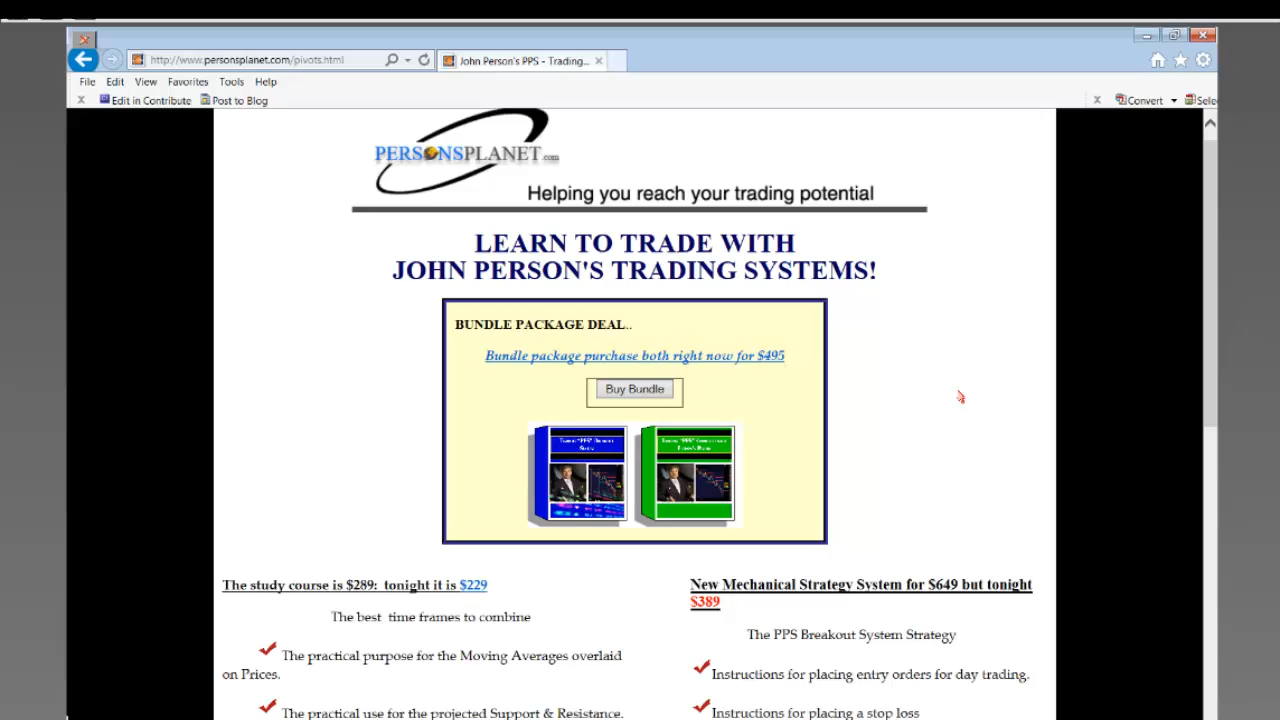 http://www.personsplanet.com/pivots.html
John Person's PPS - Trading...
File Edit View Favorites Tools Help
x Edit in Contribute Post to Blog
x Convert Selec
PERSONSPLANET.com
Helping you reach your trading potential
LEARN TO TRADE WITH
JOHN PERSON'S TRADING SYSTEMS!
BUNDLE PACKAGE DEAL..
Bundle package purchase both right now for $495
Buy Bundle
The study course is $289: tonight it is $229
The best time frames to combine
The practical purpose for the Moving Averages overlaid
on Prices.
The practical use for the projected Support & Resistance.
New Mechanical Strategy System for $649 but tonight
$389
The PPS Breakout System Strategy
Instructions for placing entry orders for day trading.
Instructions for placing a stop loss